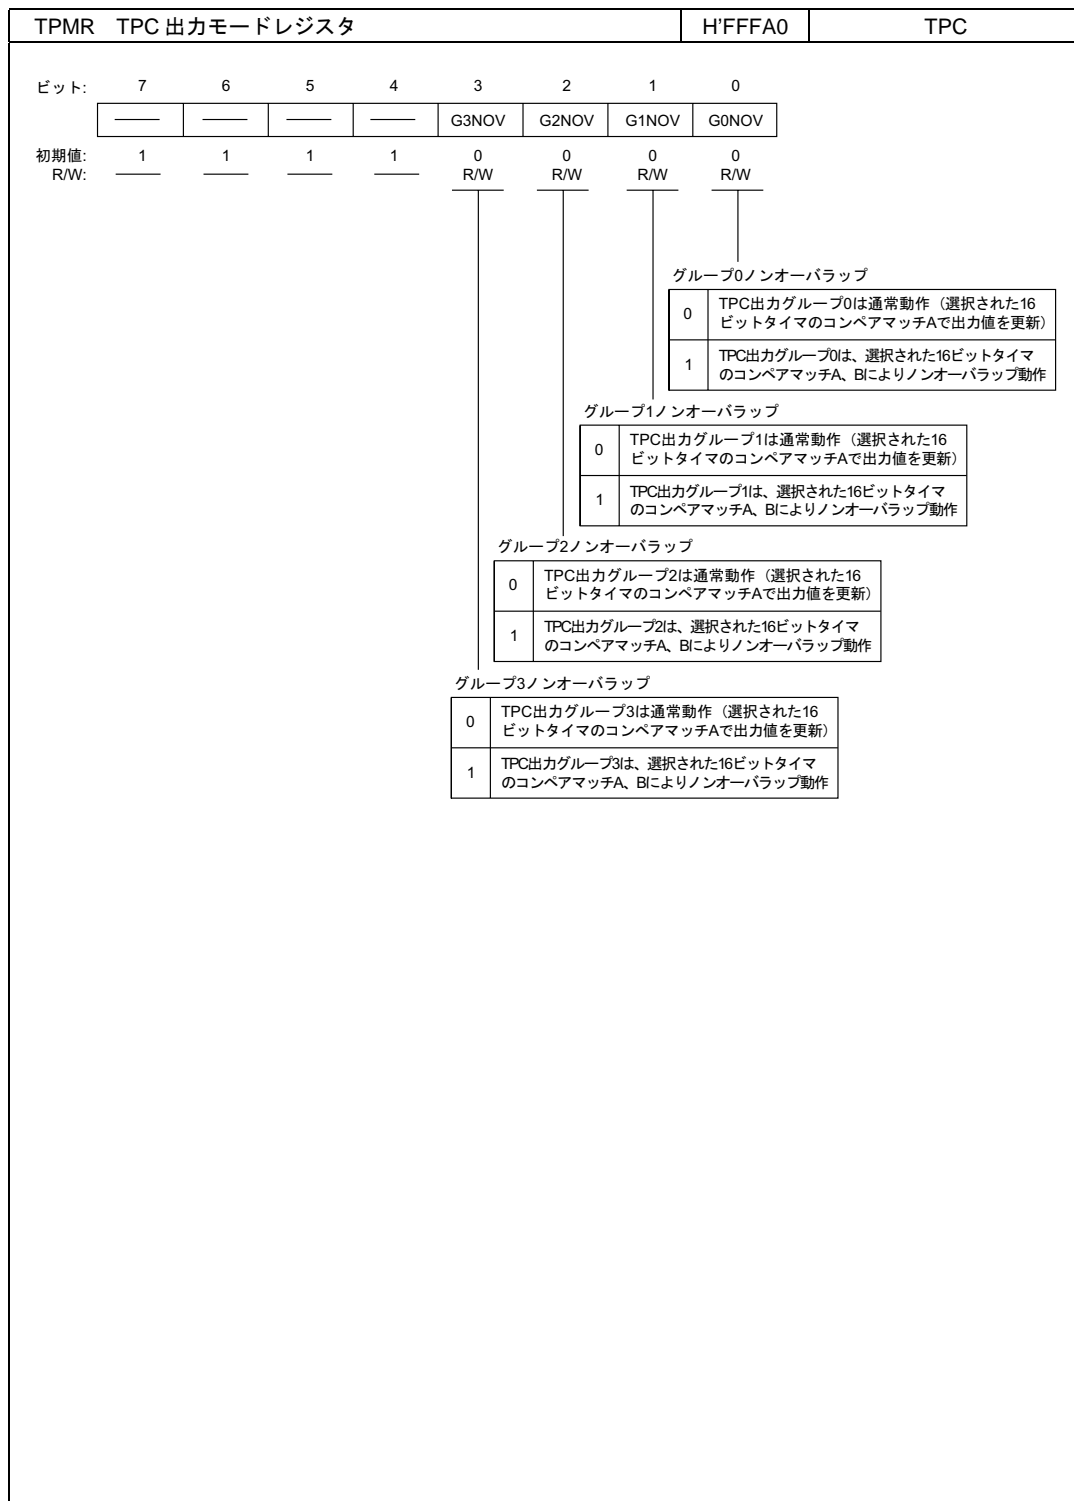 TPMR TPC 出力モードレジスタ H'FFFA0 TPC
ビット: 7 6 5 4 3 2 1 0
—— —— —— —— G3NOV G2NOV G1NOV G0NOV
初期値: 1 1 1 1 0 0 0 0
R/W: —— —— —— —— R/W R/W R/W R/W
グループ0ノンオーバラップ
0 TPC出力グループ0は通常動作（選択された16
ビットタイマのコンペアマッチAで出力値を更新）
1 TPC出力グループ0は、選択された16ビットタイマ
のコンペアマッチA、Bによりノンオーバラップ動作
グループ1ノンオーバラップ
0 TPC出力グループ1は通常動作（選択された16
ビットタイマのコンペアマッチAで出力値を更新）
1 TPC出力グループ1は、選択された16ビットタイマ
のコンペアマッチA、Bによりノンオーバラップ動作
グループ2ノンオーバラップ
0 TPC出力グループ2は通常動作（選択された16
ビットタイマのコンペアマッチAで出力値を更新）
1 TPC出力グループ2は、選択された16ビットタイマ
のコンペアマッチA、Bによりノンオーバラップ動作
グループ3ノンオーバラップ
0 TPC出力グループ3は通常動作（選択された16
ビットタイマのコンペアマッチAで出力値を更新）
1 TPC出力グループ3は、選択された16ビットタイマ
のコンペアマッチA、Bによりノンオーバラップ動作